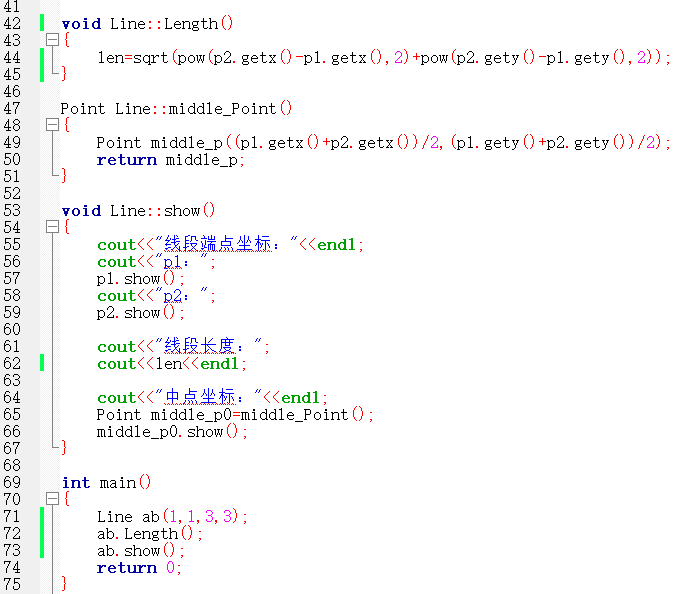 41
42 void Line::Length()
43 {
44     len=sqrt(pow(p2.getx()-p1.getx(),2)+pow(p2.gety()-p1.gety(),2));
45 }
46
47 Point Line::middle_Point()
48 {
49     Point middle_p((p1.getx()+p2.getx())/2,(p1.gety()+p2.gety())/2);
50     return middle_p;
51 }
52
53 void Line::show()
54 {
55     cout<<"线段端点坐标："<<endl;
56     cout<<"p1：";
57     p1.show();
58     cout<<"p2：";
59     p2.show();
60
61     cout<<"线段长度：";
62     cout<<len<<endl;
63
64     cout<<"中点坐标："<<endl;
65     Point middle_p0=middle_Point();
66     middle_p0.show();
67 }
68
69 int main()
70 {
71     Line ab(1,1,3,3);
72     ab.Length();
73     ab.show();
74     return 0;
75 }